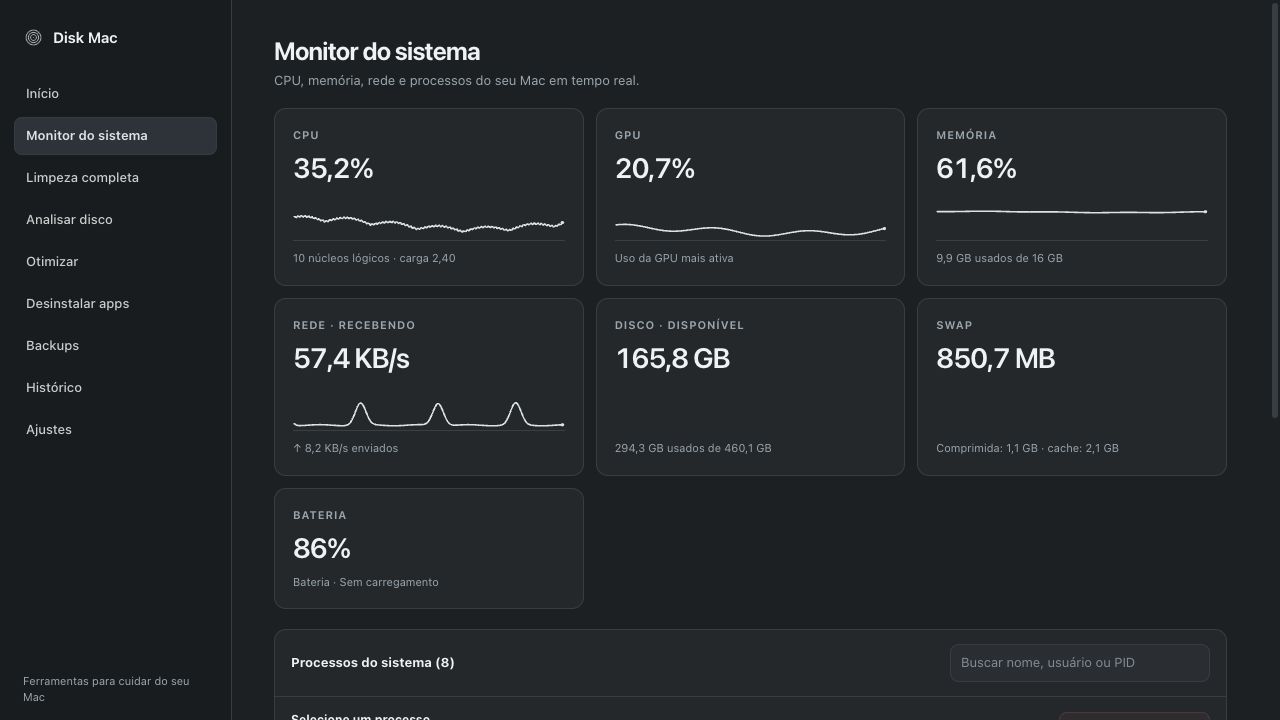 Disk Mac
Início
Monitor do sistema
Limpeza completa
Analisar disco
Otimizar
Desinstalar apps
Backups
Histórico
Ajustes
Ferramentas para cuidar do seu
Mac
Monitor do sistema
CPU, memória, rede e processos do seu Mac em tempo real.
CPU
35,2%
10 núcleos lógicos · carga 2,40
GPU
20,7%
Uso da GPU mais ativa
MEMÓRIA
61,6%
9,9 GB usados de 16 GB
REDE · RECEBENDO
57,4 KB/s
↑ 8,2 KB/s enviados
DISCO · DISPONÍVEL
165,8 GB
294,3 GB usados de 460,1 GB
SWAP
850,7 MB
Comprimida: 1,1 GB · cache: 2,1 GB
BATERIA
86%
Bateria · Sem carregamento
Processos do sistema (8)
Buscar nome, usuário ou PID
Selecione um processo